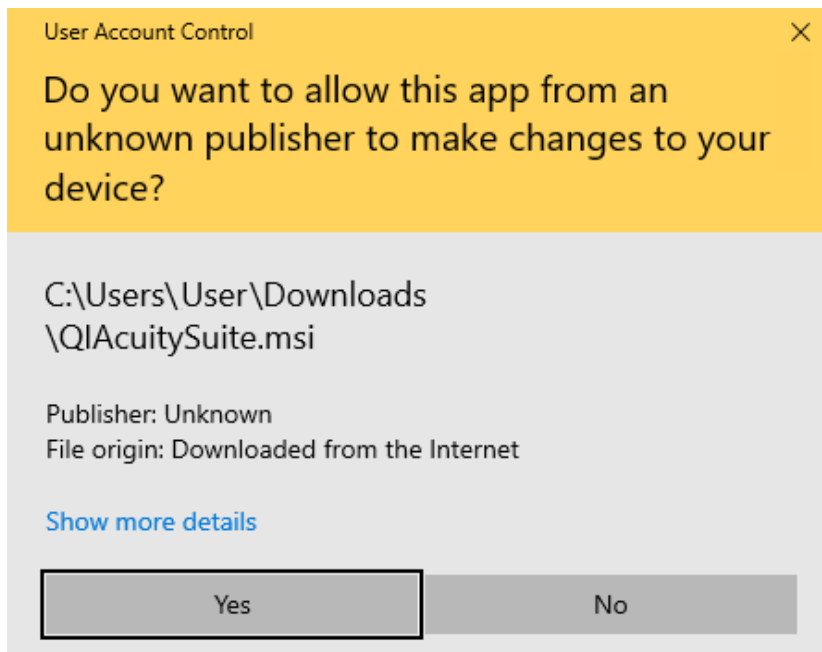 User Account Control
Do you want to allow this app from an
unknown publisher to make changes to your
device?
C:\Users\User\Downloads
\QIAcuitySuite.msi
Publisher: Unknown
File origin: Downloaded from the Internet
Show more details
Yes
No